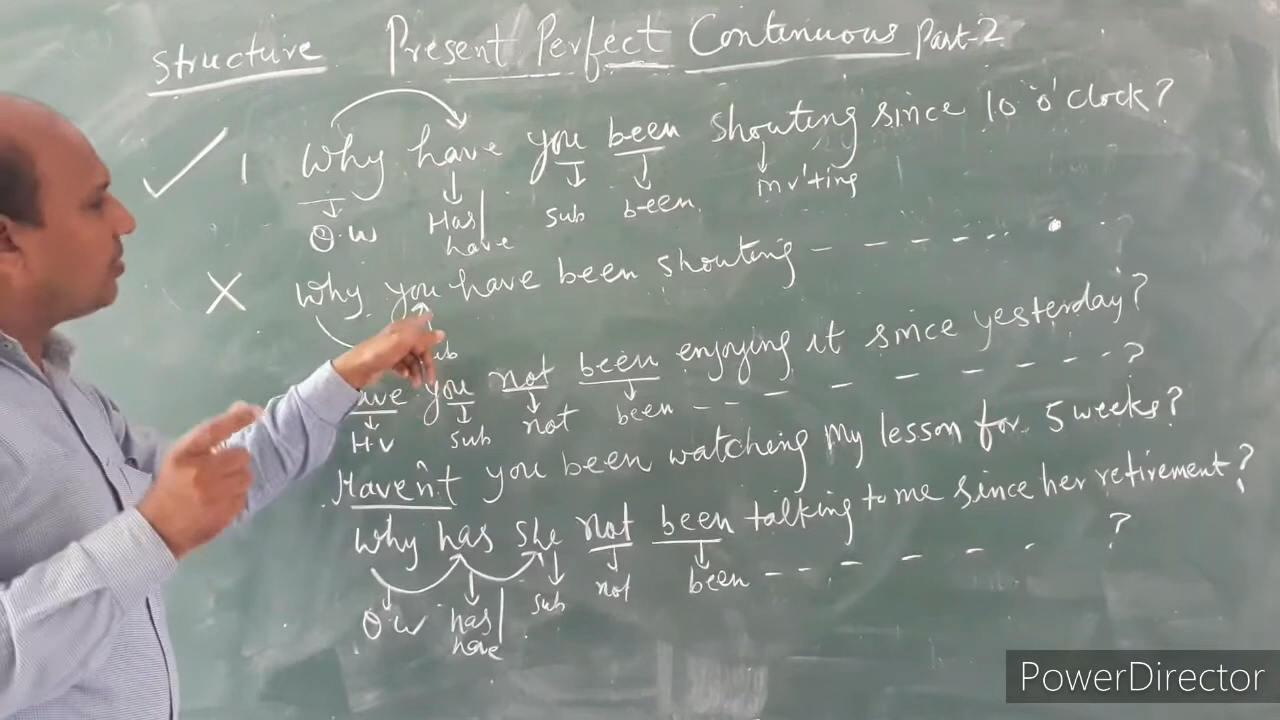 structure Present Perfect Continuous Part-2
1 Why have you been shouting since 10 o'clock?
Q.W Has/have sub been mv+ing
Why you have been shouting - - - - - -
sub
ave you not been enjoying it since yesterday?
HV sub not been - - - - - - - - ?
Haven't you been watching my lesson for 5 weeks?
Why has she not been talking to me since her retirement?
Q.W has/have sub not been - - - - - - ?
PowerDirector